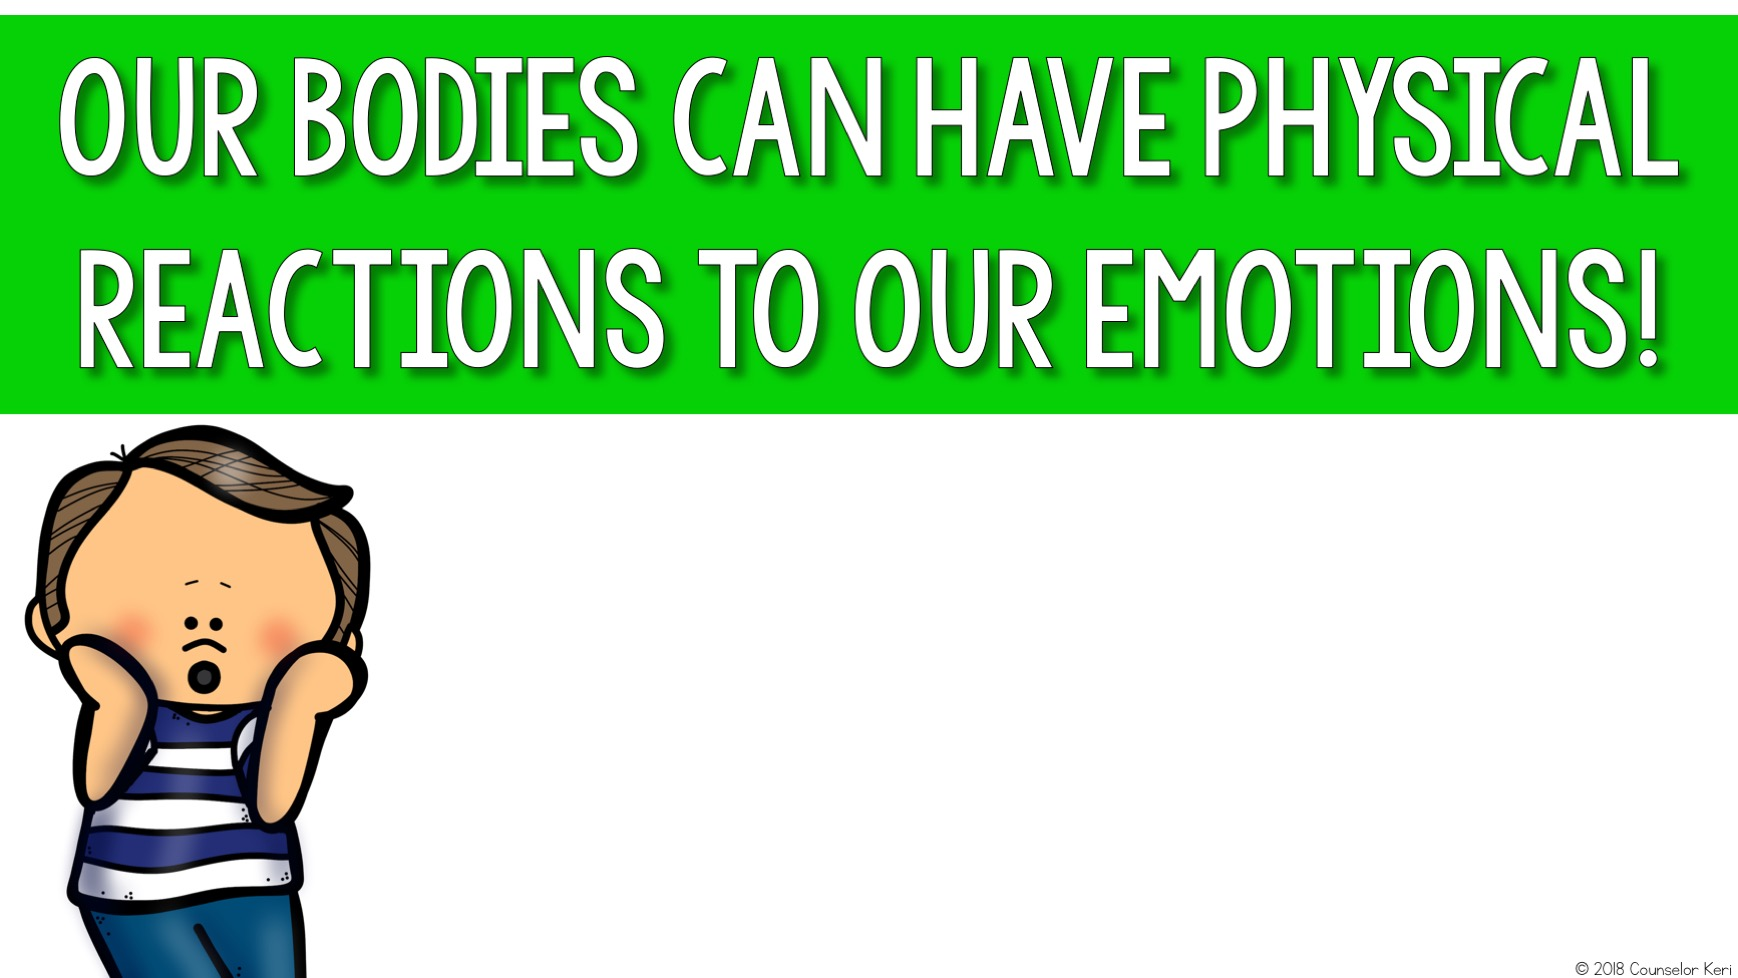 OUR BODIES CAN HAVE PHYSICAL
REACTIONS TO OUR EMOTIONS!
© 2018 Counselor Keri